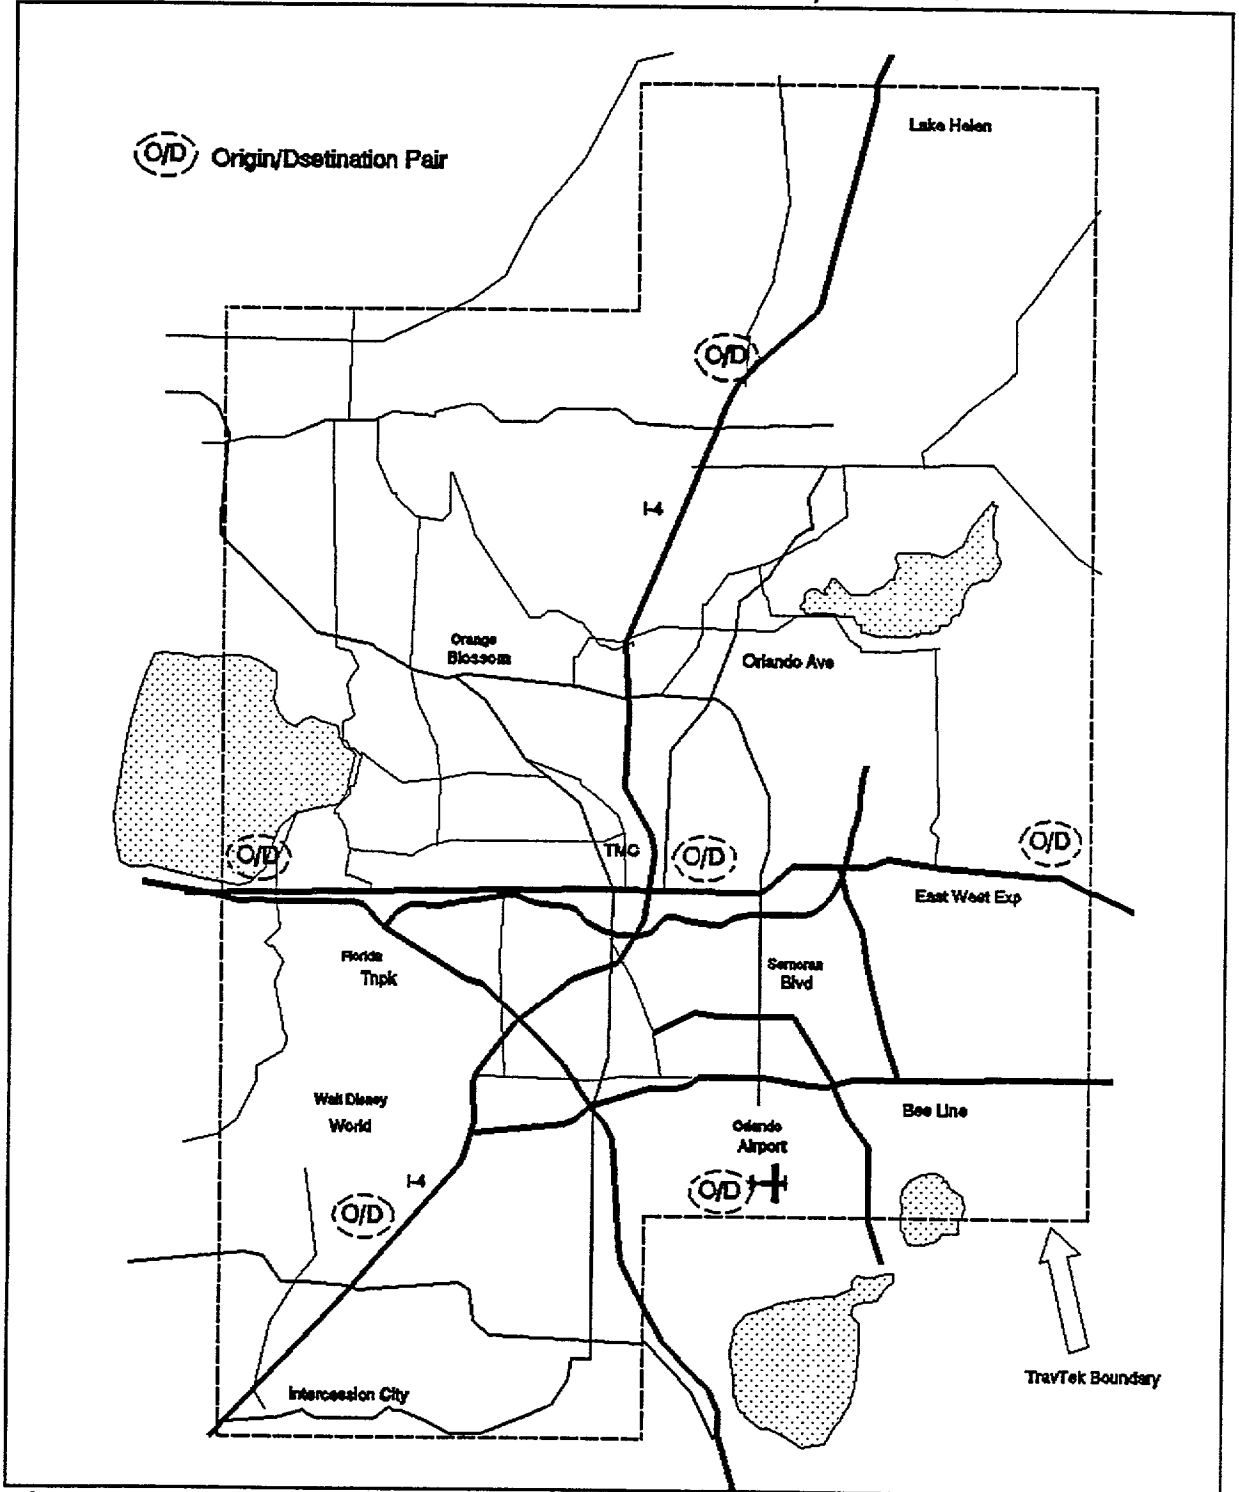 Lake Helen
O/D Origin/Dsetination Pair
O/D
I-4
Orange
Blossom
Orlando Ave
TMC
O/D
O/D
O/D
East West Exp
Florida
Tnpk
Semoran
Blvd
Walt Disney
World
Bee Line
Orlando
Airport
I-4
O/D
O/D
TravTek Boundary
Intercession City